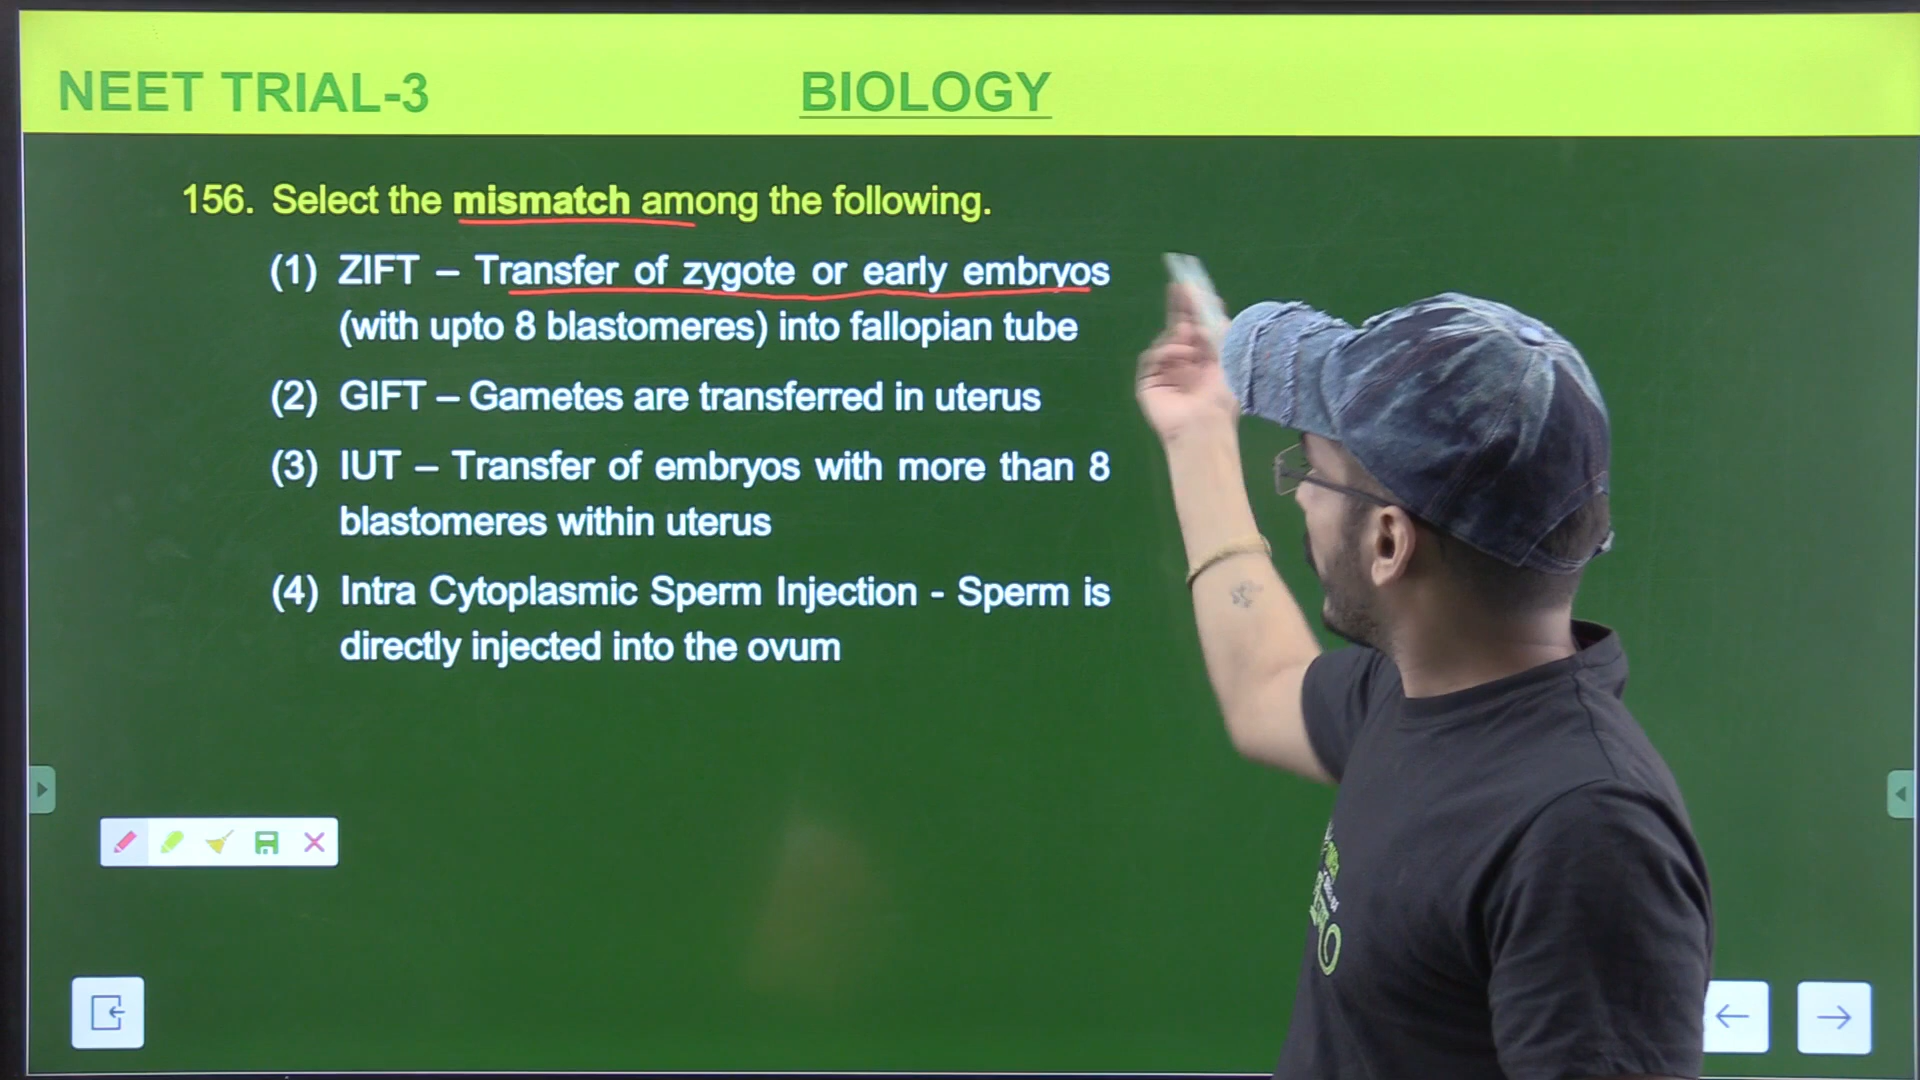 NEET TRIAL-3
BIOLOGY
156. Select the mismatch among the following.
(1) ZIFT – Transfer of zygote or early embryos
(with upto 8 blastomeres) into fallopian tube
(2) GIFT – Gametes are transferred in uterus
(3) IUT – Transfer of embryos with more than 8
blastomeres within uterus
(4) Intra Cytoplasmic Sperm Injection - Sperm is
directly injected into the ovum